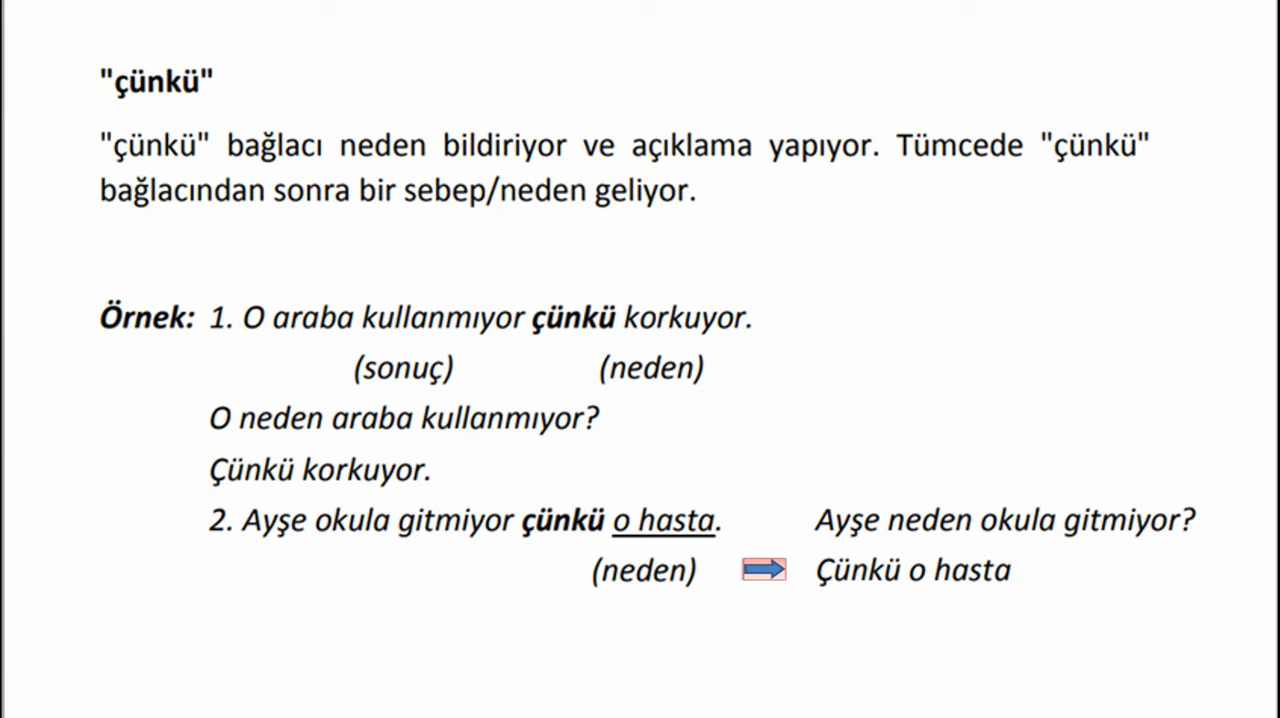 "çünkü"
"çünkü" bağlacı neden bildiriyor ve açıklama yapıyor. Tümcede "çünkü"
bağlacından sonra bir sebep/neden geliyor.
Örnek: 1. O araba kullanmıyor çünkü korkuyor.
(sonuç) (neden)
O neden araba kullanmıyor?
Çünkü korkuyor.
2. Ayşe okula gitmiyor çünkü o hasta. Ayşe neden okula gitmiyor?
(neden) Çünkü o hasta